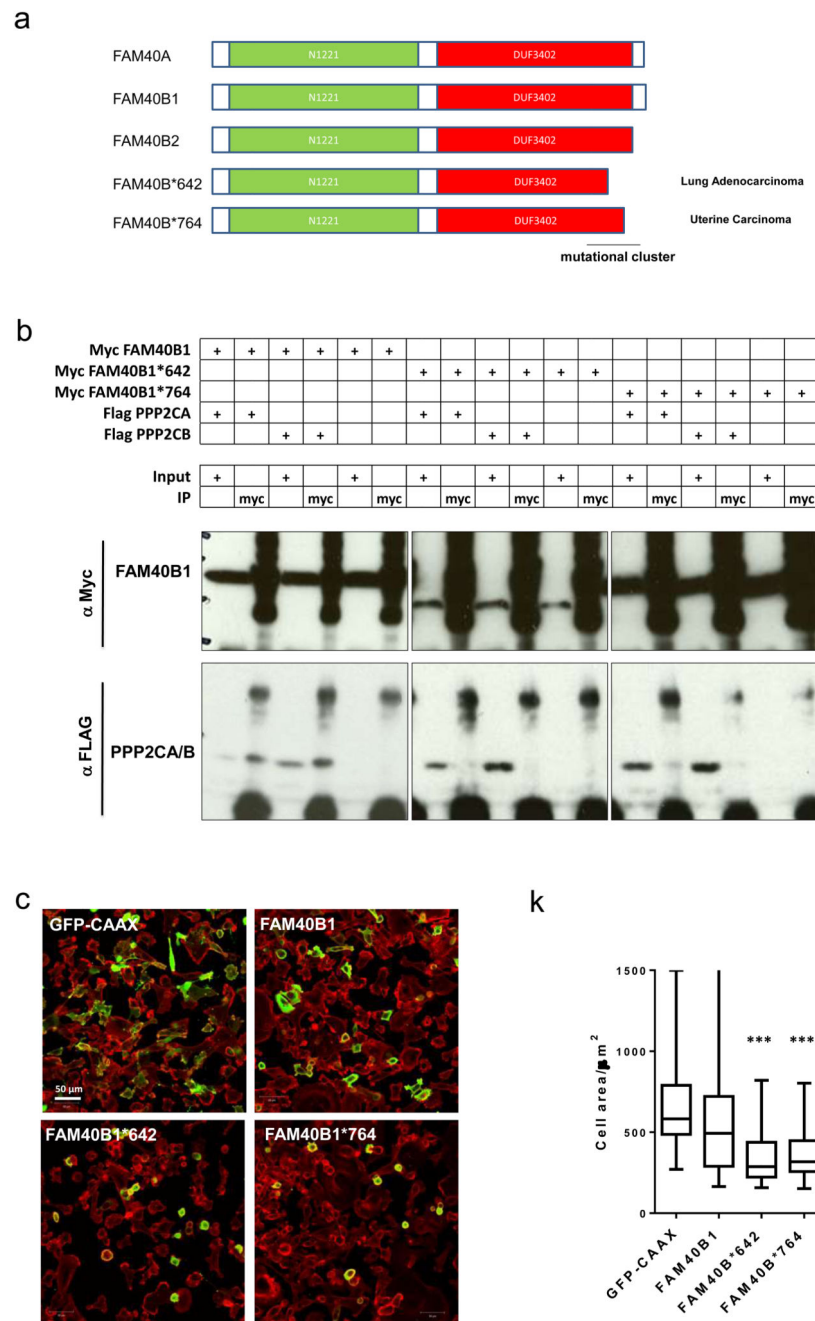 a
FAM40A N1221 DUF3402
FAM40B1 N1221 DUF3402
FAM40B2 N1221 DUF3402
FAM40B*642 N1221 DUF3402 Lung Adenocarcinoma
FAM40B*764 N1221 DUF3402 Uterine Carcinoma
mutational cluster
b
Myc FAM40B1 + + + + + +
Myc FAM40B1*642 + + + + + +
Myc FAM40B1*764 + + + + + +
Flag PPP2CA + + + + + +
Flag PPP2CB + + + + + +
Input + + + + + + + + +
IP myc myc myc myc myc myc myc myc myc
α Myc
FAM40B1
α FLAG
PPP2CA/B
c
GFP-CAAX
FAM40B1
50 µm
FAM40B1*642
FAM40B1*764
k
1500
1000
500
0
Cell area/µm²
*** ***
GFP-CAAX
FAM40B1
FAM40B*642
FAM40B*764